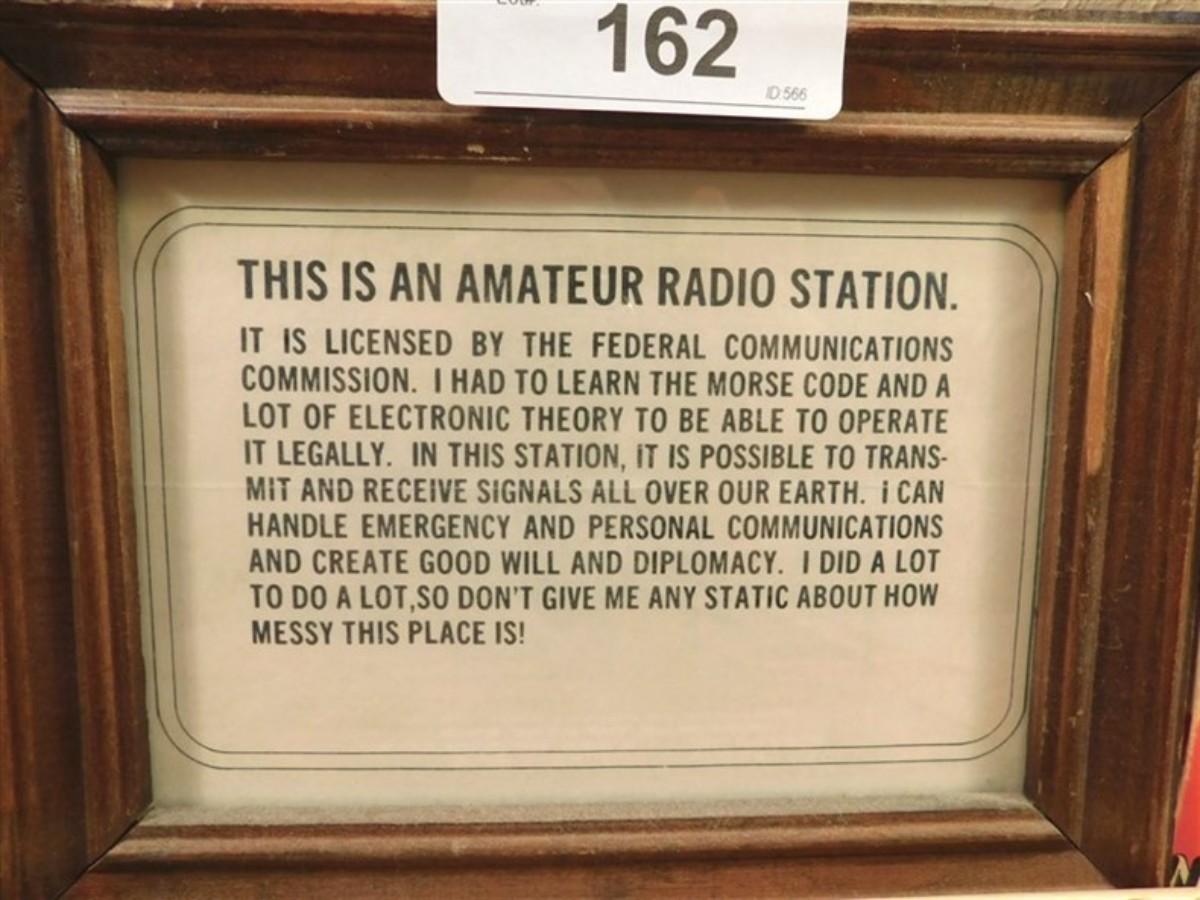 162
ID:566
THIS IS AN AMATEUR RADIO STATION.
IT IS LICENSED BY THE FEDERAL COMMUNICATIONS
COMMISSION. I HAD TO LEARN THE MORSE CODE AND A
LOT OF ELECTRONIC THEORY TO BE ABLE TO OPERATE
IT LEGALLY. IN THIS STATION, IT IS POSSIBLE TO TRANS-
MIT AND RECEIVE SIGNALS ALL OVER OUR EARTH. I CAN
HANDLE EMERGENCY AND PERSONAL COMMUNICATIONS
AND CREATE GOOD WILL AND DIPLOMACY. I DID A LOT
TO DO A LOT,SO DON'T GIVE ME ANY STATIC ABOUT HOW
MESSY THIS PLACE IS!